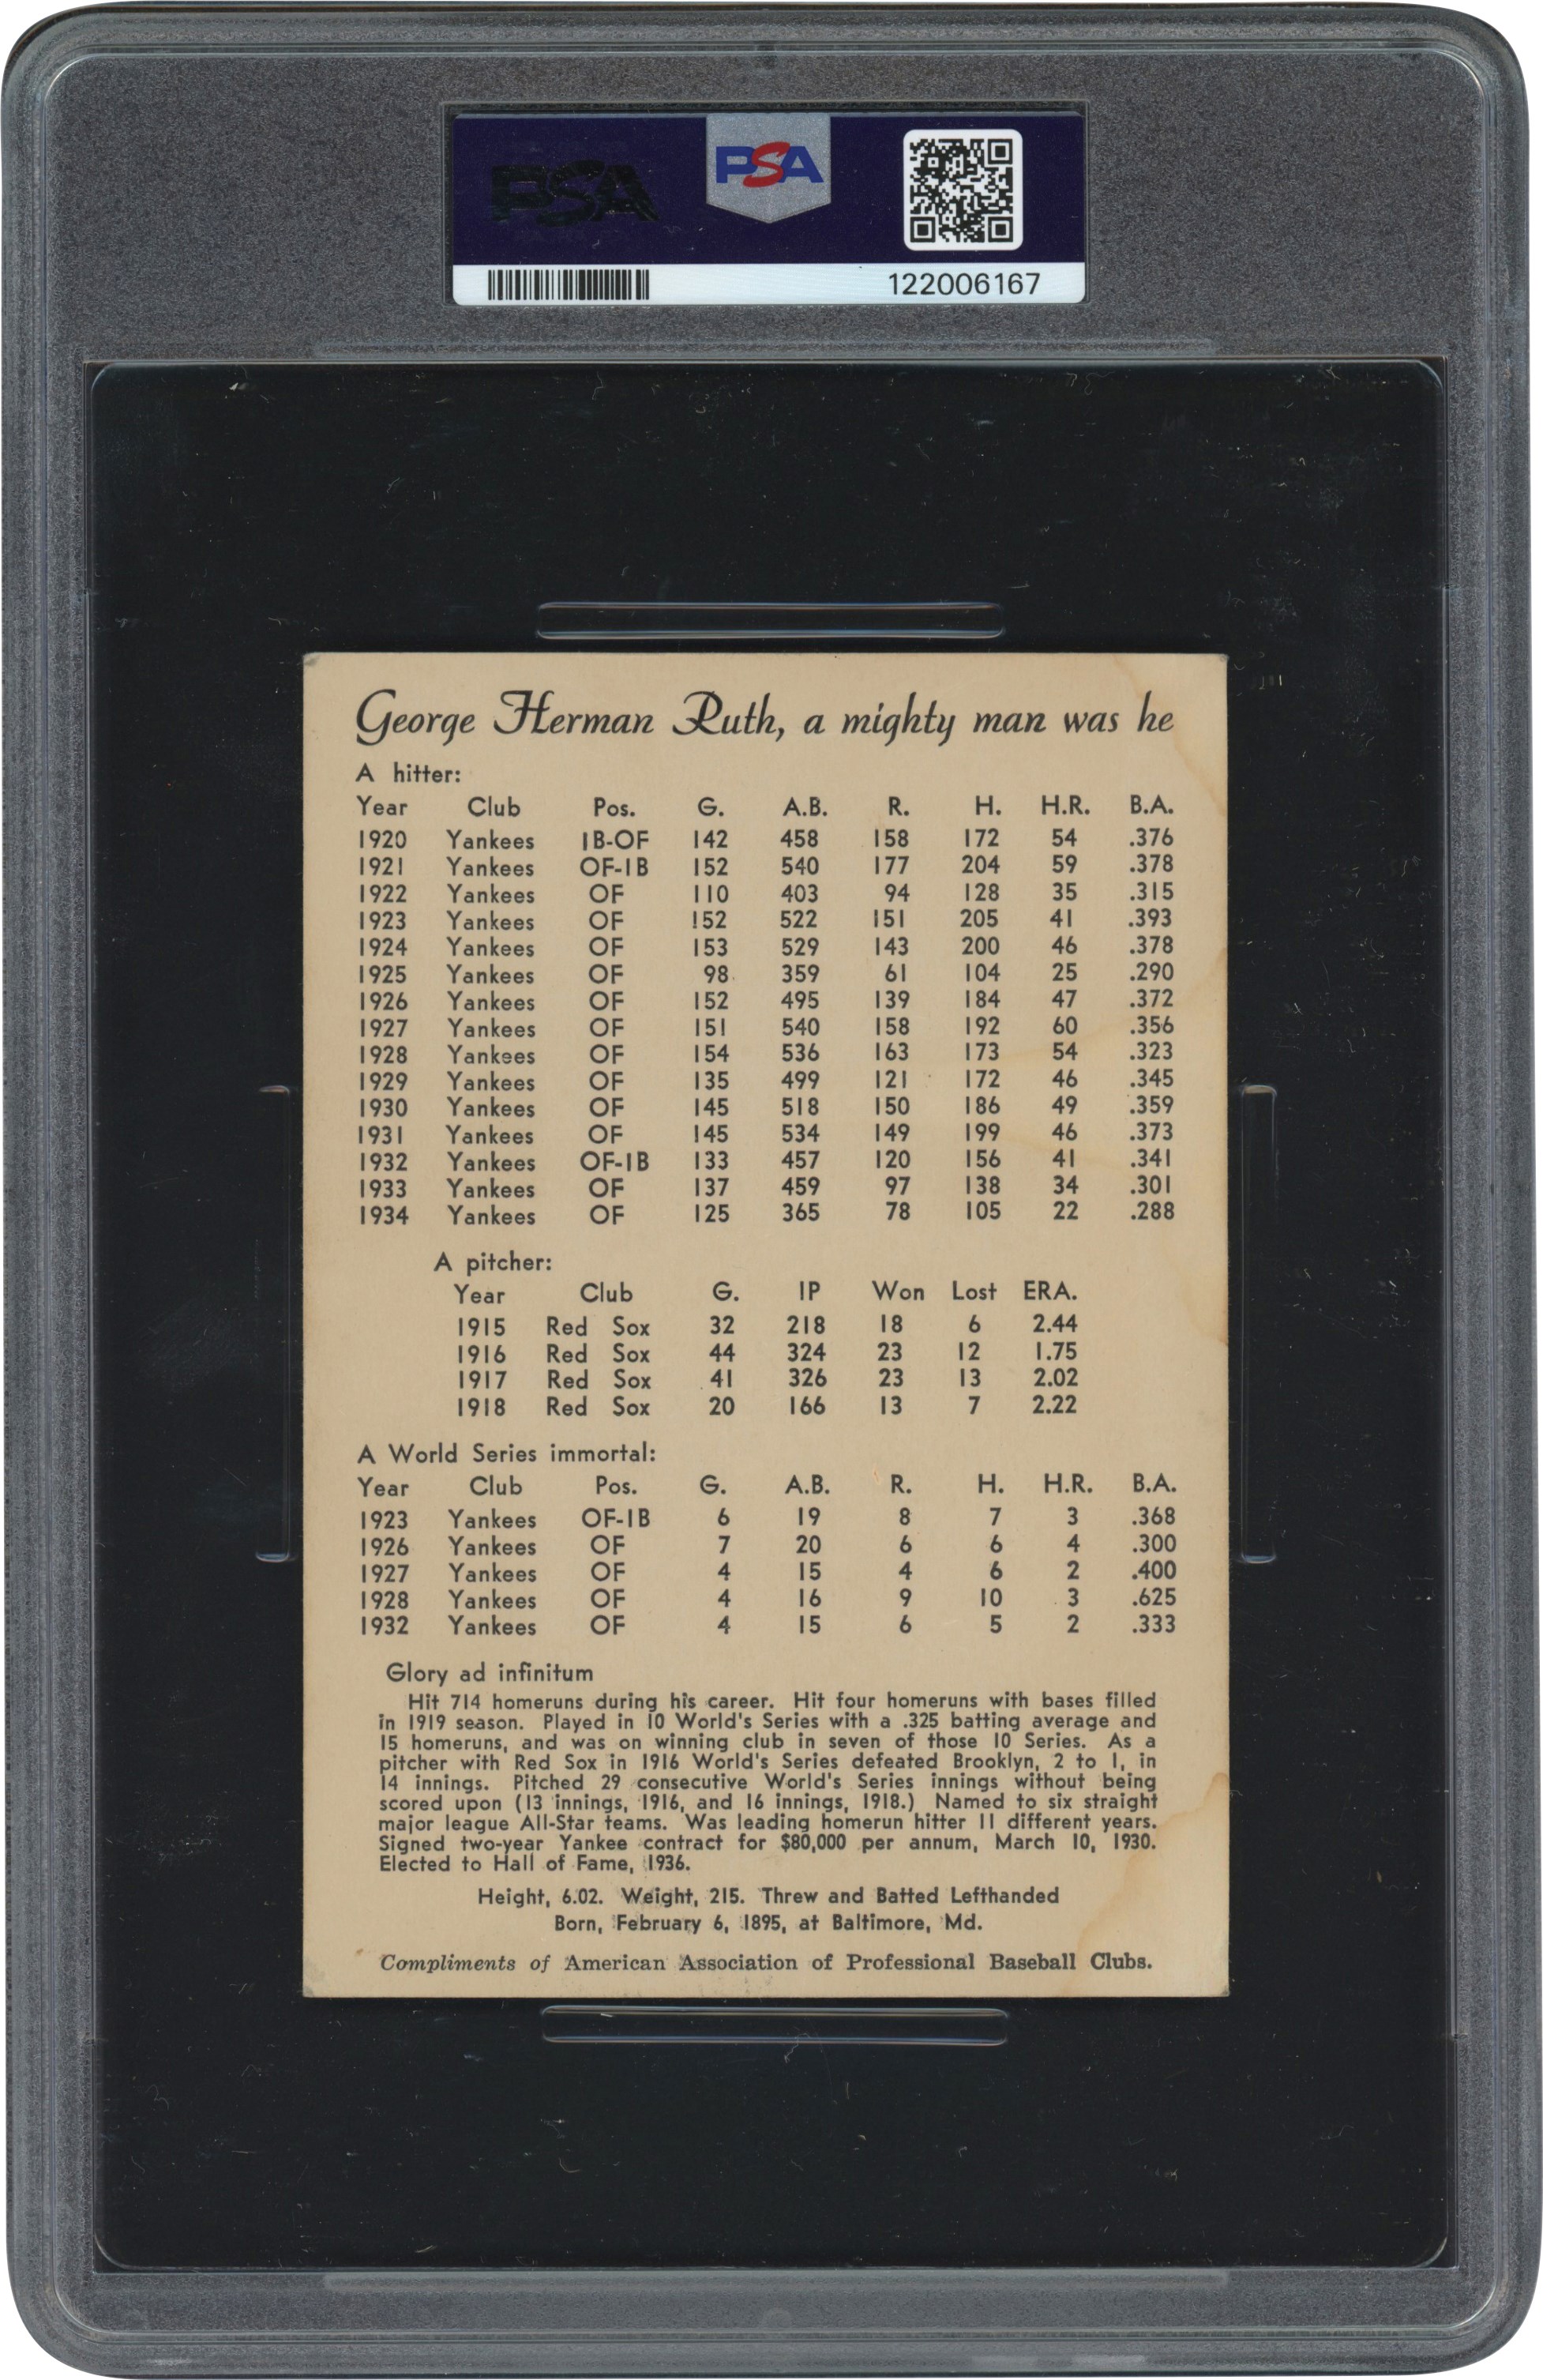 PSA
PSA
122006167
George Herman Ruth, a mighty man was he
A hitter:
Year Club Pos. G. A.B. R. H. H.R. B.A.
1920 Yankees 1B-OF 142 458 158 172 54 .376
1921 Yankees OF-1B 152 540 177 204 59 .378
1922 Yankees OF 110 403 94 128 35 .315
1923 Yankees OF 152 522 151 205 41 .393
1924 Yankees OF 153 529 143 200 46 .378
1925 Yankees OF 98 359 61 104 25 .290
1926 Yankees OF 152 495 139 184 47 .372
1927 Yankees OF 151 540 158 192 60 .356
1928 Yankees OF 154 536 163 173 54 .323
1929 Yankees OF 135 499 121 172 46 .345
1930 Yankees OF 145 518 150 186 49 .359
1931 Yankees OF 145 534 149 199 46 .373
1932 Yankees OF-1B 133 457 120 156 41 .341
1933 Yankees OF 137 459 97 138 34 .301
1934 Yankees OF 125 365 78 105 22 .288
A pitcher:
Year Club G. IP Won Lost ERA.
1915 Red Sox 32 218 18 6 2.44
1916 Red Sox 44 324 23 12 1.75
1917 Red Sox 41 326 23 13 2.02
1918 Red Sox 20 166 13 7 2.22
A World Series immortal:
Year Club Pos. G. A.B. R. H. H.R. B.A.
1923 Yankees OF-1B 6 19 8 7 3 .368
1926 Yankees OF 7 20 6 6 4 .300
1927 Yankees OF 4 15 4 6 2 .400
1928 Yankees OF 4 16 9 10 3 .625
1932 Yankees OF 4 15 6 5 2 .333
Glory ad infinitum
Hit 714 homeruns during his career. Hit four homeruns with bases filled
in 1919 season. Played in 10 World's Series with a .325 batting average and
15 homeruns, and was on winning club in seven of those 10 Series. As a
pitcher with Red Sox in 1916 World's Series defeated Brooklyn, 2 to 1, in
14 innings. Pitched 29 consecutive World's Series innings without being
scored upon (13 innings, 1916, and 16 innings, 1918.) Named to six straight
major league All-Star teams. Was leading homerun hitter 11 different years.
Signed two-year Yankee contract for $80,000 per annum, March 10, 1930.
Elected to Hall of Fame, 1936.
Height, 6.02. Weight, 215. Threw and Batted Lefthanded
Born, February 6, 1895, at Baltimore, Md.
Compliments of American Association of Professional Baseball Clubs.